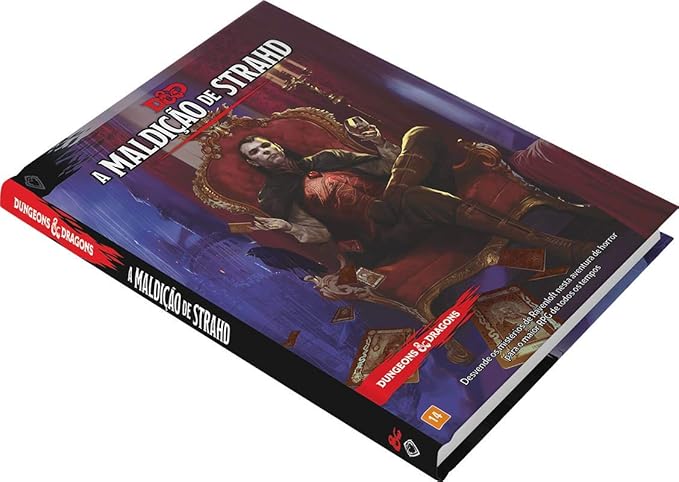 D&D
A MALDIÇÃO DE STRAHD
DUNGEONS & DRAGONS
Desvende os mistérios de Ravenloft nesta aventura de horror
para o maior RPG de todos os tempos
14
DUNGEONS & DRAGONS
A MALDIÇÃO DE STRAHD
&